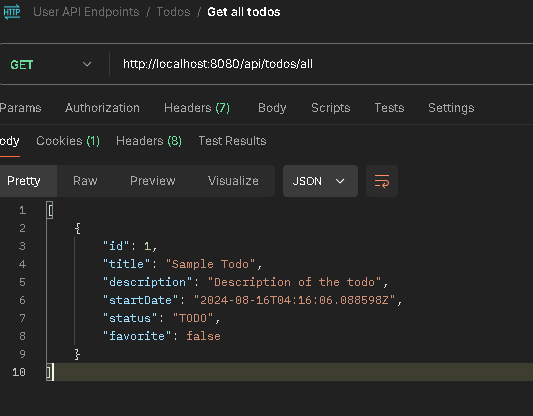 HTTP User API Endpoints / Todos / Get all todos
GET http://localhost:8080/api/todos/all
Params Authorization Headers (7) Body Scripts Tests Settings
ody Cookies (1) Headers (8) Test Results
Pretty Raw Preview Visualize JSON
1 [
2 {
3 "id": 1,
4 "title": "Sample Todo",
5 "description": "Description of the todo",
6 "startDate": "2024-08-16T04:16:06.088598Z",
7 "status": "TODO",
8 "favorite": false
9 }
10 ]